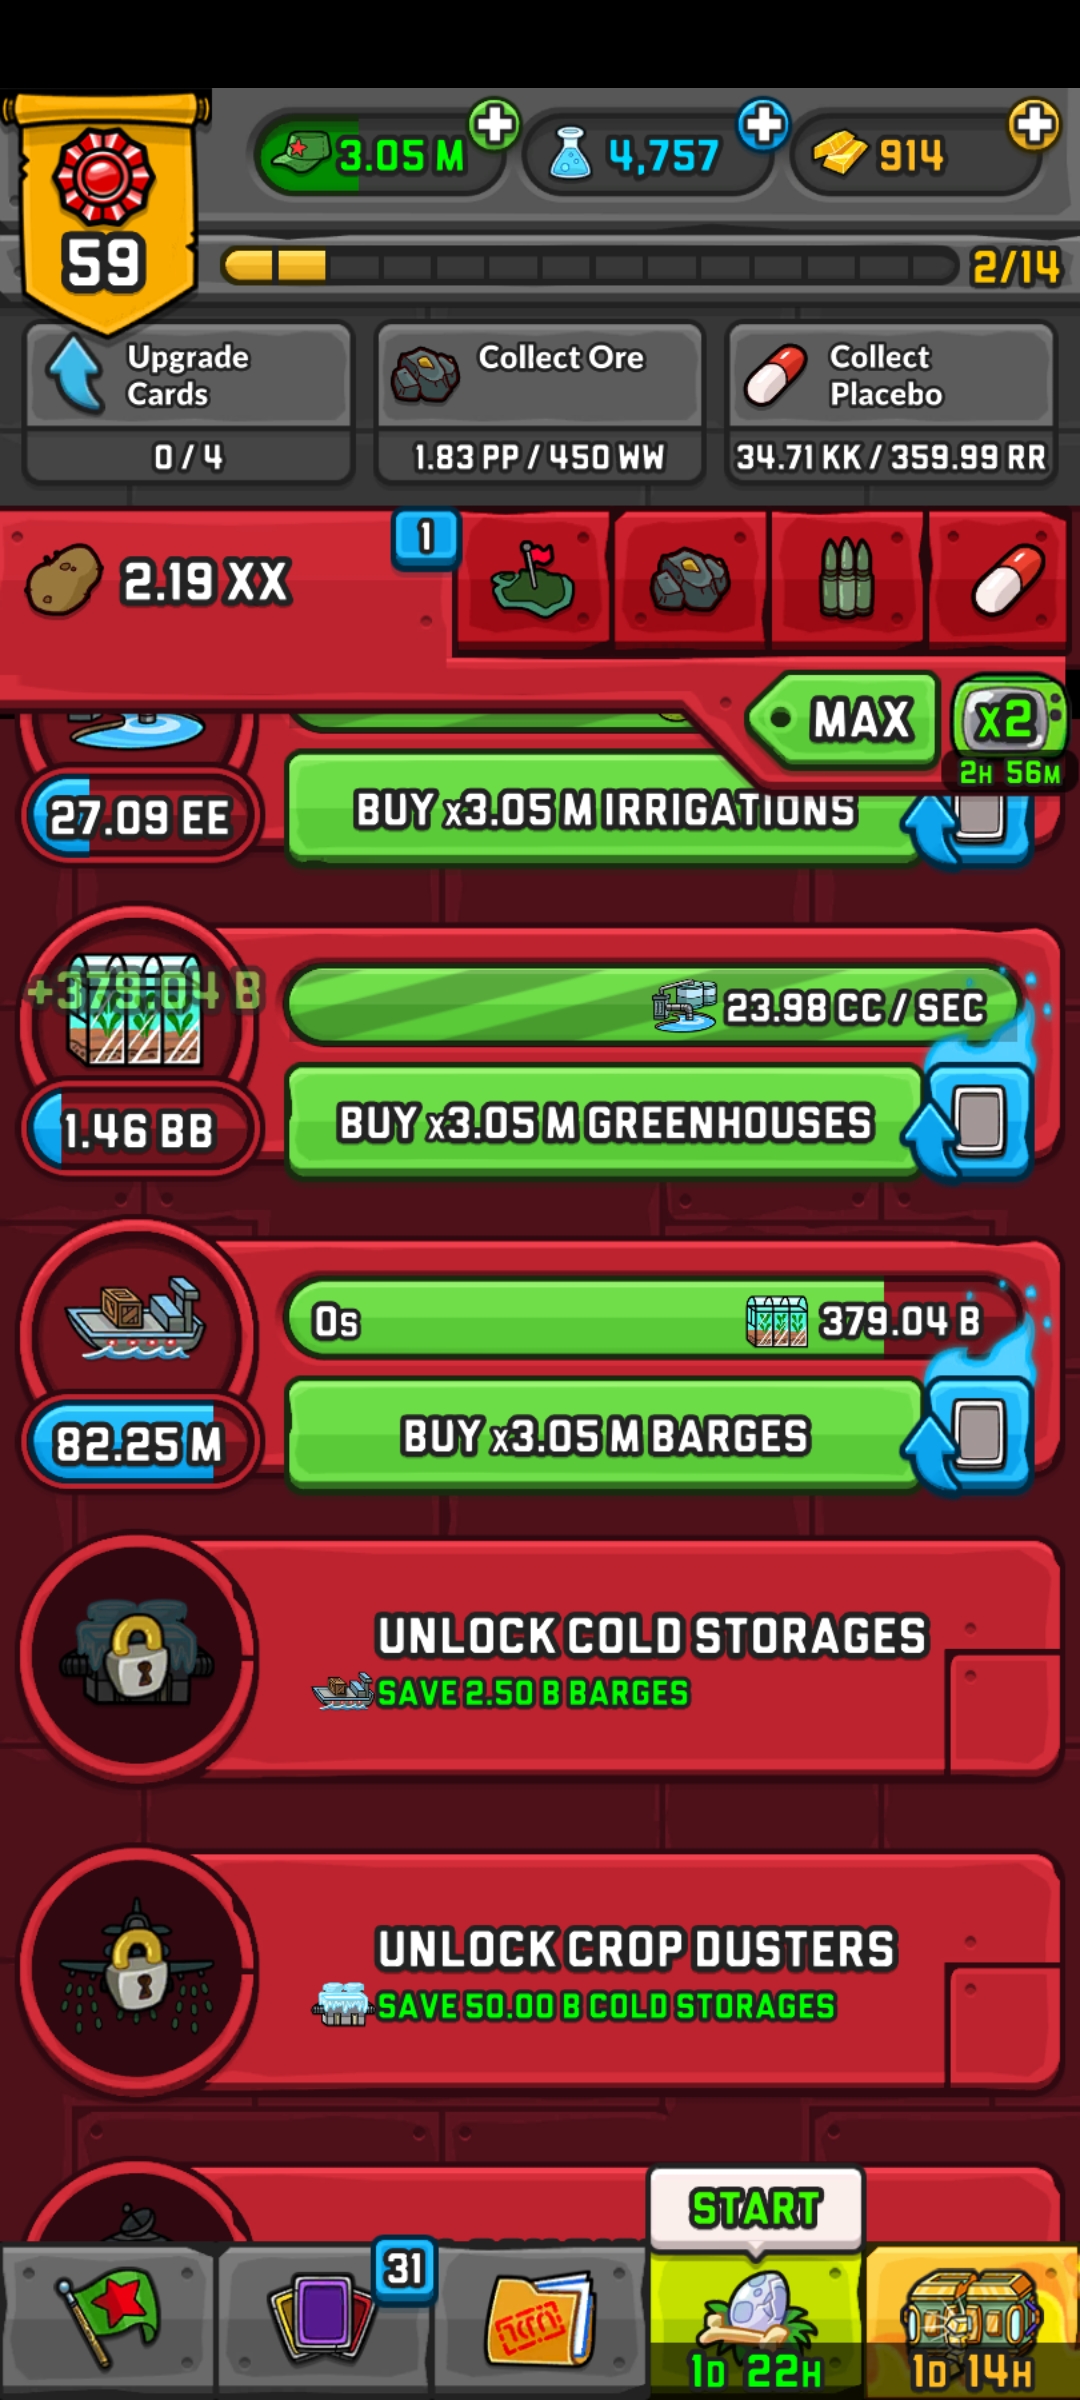 3.05 M
4,757
914
59
2/14
Upgrade
Cards
0 / 4
Collect Ore
1.83 PP / 450 WW
Collect
Placebo
34.71 KK / 359.99 RR
2.19 XX
1
MAX
x2
2H 56M
27.09 EE
BUY x3.05 M IRRIGATIONS
+379.04 B
23.98 CC / SEC
1.46 BB
BUY x3.05 M GREENHOUSES
0s
379.04 B
82.25 M
BUY x3.05 M BARGES
UNLOCK COLD STORAGES
SAVE 2.50 B BARGES
UNLOCK CROP DUSTERS
SAVE 50.00 B COLD STORAGES
START
31
1D 22H
1D 14H